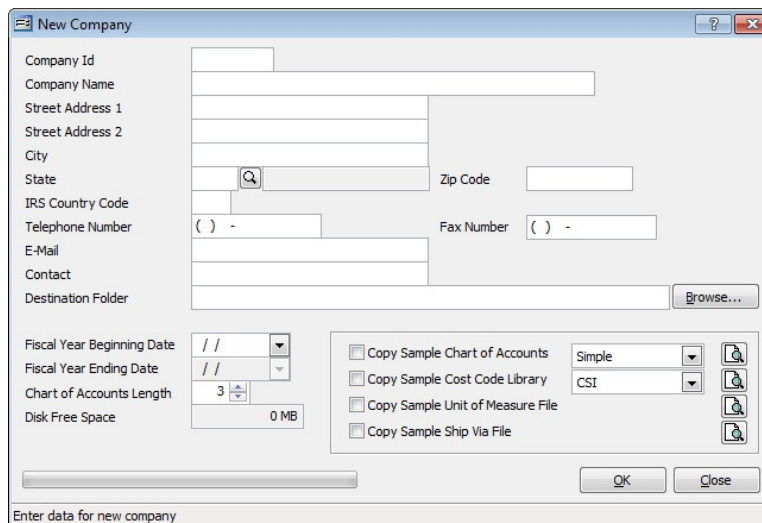 New Company
Company Id
Company Name
Street Address 1
Street Address 2
City
State
Zip Code
IRS Country Code
Telephone Number ( ) -
Fax Number ( ) -
E-Mail
Contact
Destination Folder
Browse...
Fiscal Year Beginning Date / /
Fiscal Year Ending Date / /
Chart of Accounts Length 3
Disk Free Space 0 MB
Copy Sample Chart of Accounts Simple
Copy Sample Cost Code Library CSI
Copy Sample Unit of Measure File
Copy Sample Ship Via File
OK
Close
Enter data for new company